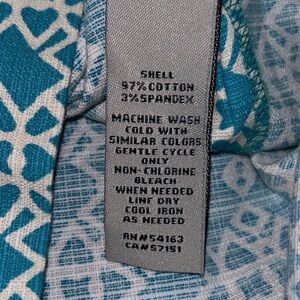 SHELL
97% COTTON
3% SPANDEX
MACHINE WASH
COLD WITH
SIMILAR COLORS
GENTLE CYCLE
ONLY
NON-CHLORINE
BLEACH
WHEN NEEDED
LINE DRY
COOL IRON
AS NEEDED
RN#54163
CA#57151